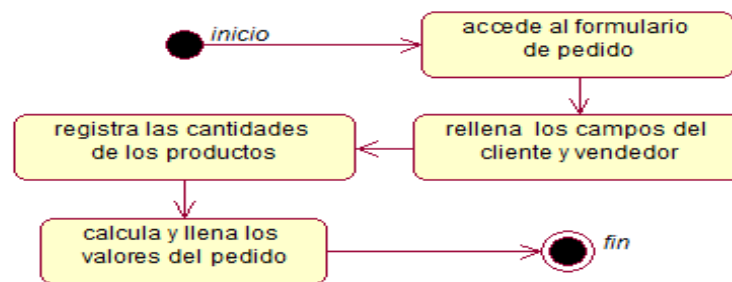 inicio
accede al formulario
de pedido
rellena los campos del
cliente y vendedor
registra las cantidades
de los productos
calcula y llena los
valores del pedido
fin